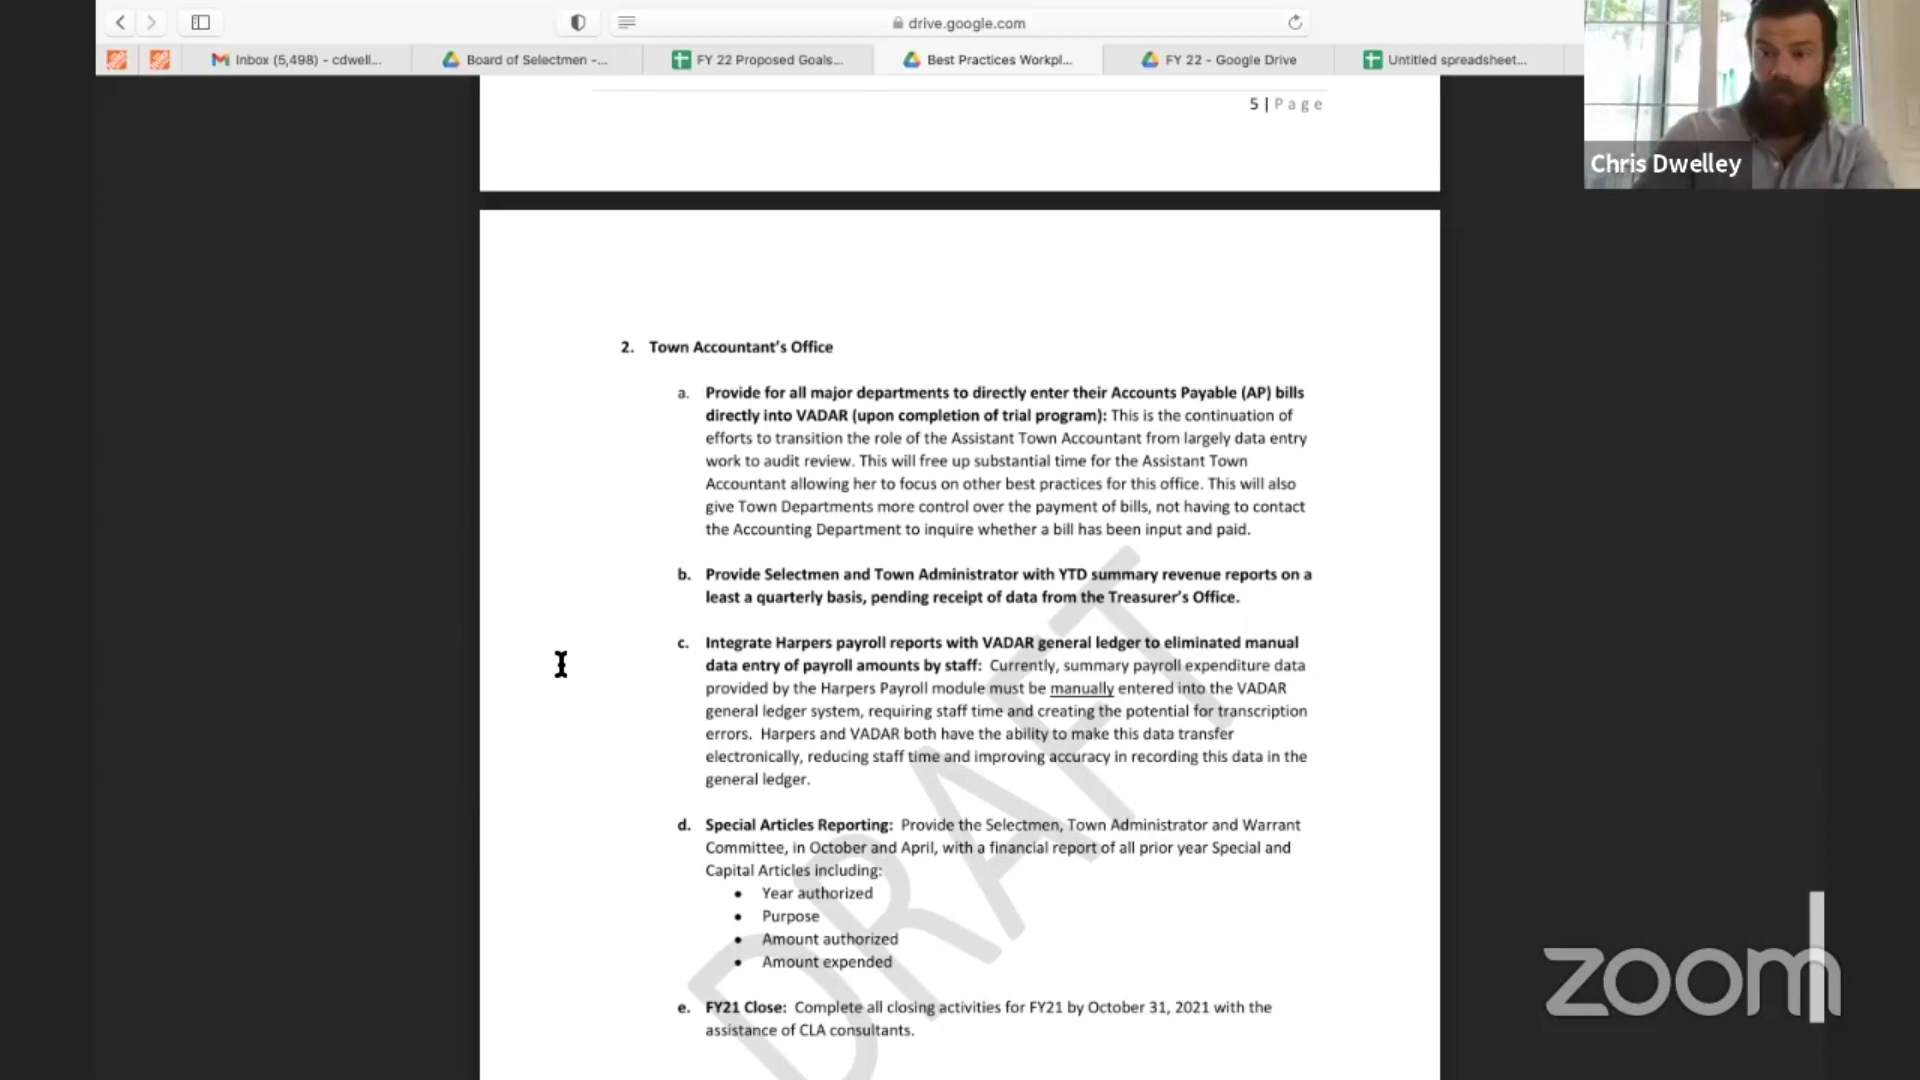 drive.google.com
Inbox (5,498) - cdwell...
Board of Selectmen -...
FY 22 Proposed Goals...
Best Practices Workpl...
FY 22 - Google Drive
Untitled spreadsheet...
5 | Page
Chris Dwelley
2. Town Accountant's Office
a. Provide for all major departments to directly enter their Accounts Payable (AP) bills
directly into VADAR (upon completion of trial program): This is the continuation of
efforts to transition the role of the Assistant Town Accountant from largely data entry
work to audit review. This will free up substantial time for the Assistant Town
Accountant allowing her to focus on other best practices for this office. This will also
give Town Departments more control over the payment of bills, not having to contact
the Accounting Department to inquire whether a bill has been input and paid.
b. Provide Selectmen and Town Administrator with YTD summary revenue reports on a
least a quarterly basis, pending receipt of data from the Treasurer's Office.
c. Integrate Harpers payroll reports with VADAR general ledger to eliminated manual
data entry of payroll amounts by staff: Currently, summary payroll expenditure data
provided by the Harpers Payroll module must be manually entered into the VADAR
general ledger system, requiring staff time and creating the potential for transcription
errors. Harpers and VADAR both have the ability to make this data transfer
electronically, reducing staff time and improving accuracy in recording this data in the
general ledger.
d. Special Articles Reporting: Provide the Selectmen, Town Administrator and Warrant
Committee, in October and April, with a financial report of all prior year Special and
Capital Articles including:
• Year authorized
• Purpose
• Amount authorized
• Amount expended
e. FY21 Close: Complete all closing activities for FY21 by October 31, 2021 with the
assistance of CLA consultants.
DRAFT
zoom